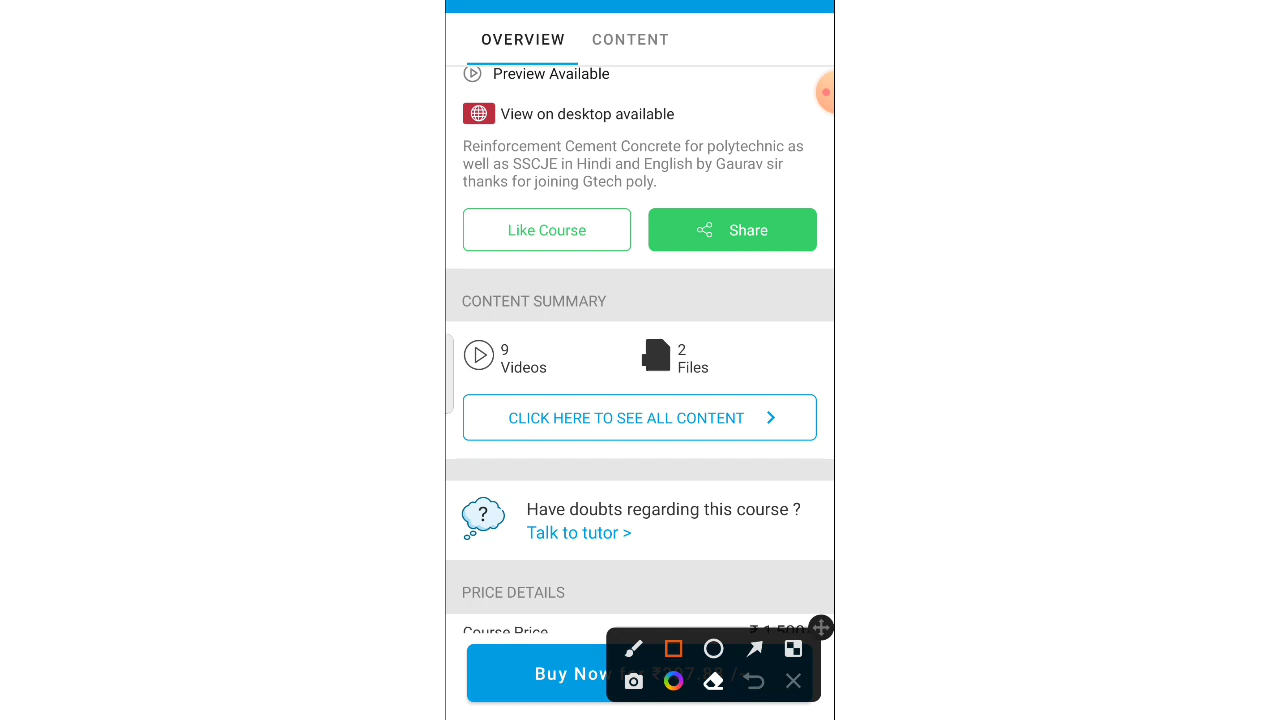 OVERVIEW CONTENT
Preview Available
View on desktop available
Reinforcement Cement Concrete for polytechnic as
well as SSCJE in Hindi and English by Gaurav sir
thanks for joining Gtech poly.
Like Course Share
CONTENT SUMMARY
9
Videos
2
Files
CLICK HERE TO SEE ALL CONTENT
?
Have doubts regarding this course ?
Talk to tutor >
PRICE DETAILS
Course Price
Buy Now